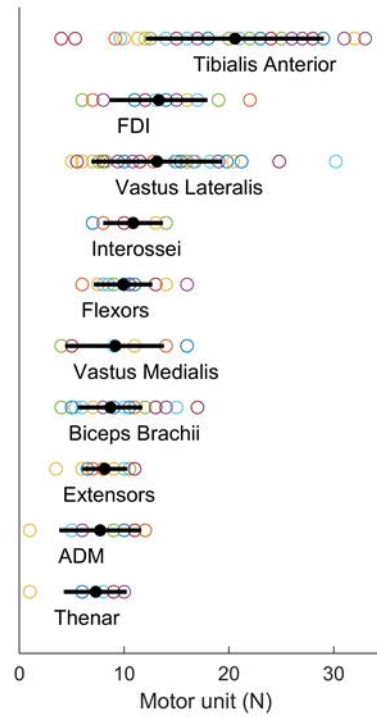 Tibialis Anterior
FDI
Vastus Lateralis
Interossei
Flexors
Vastus Medialis
Biceps Brachii
Extensors
ADM
Thenar
0 10 20 30
Motor unit (N)